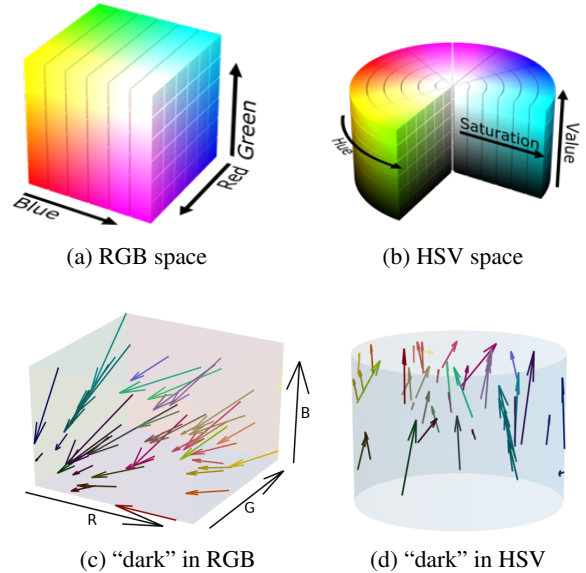 Green
Red
Blue
Hue
Saturation
Value
(a) RGB space
(b) HSV space
B
G
R
(c) “dark” in RGB
(d) “dark” in HSV